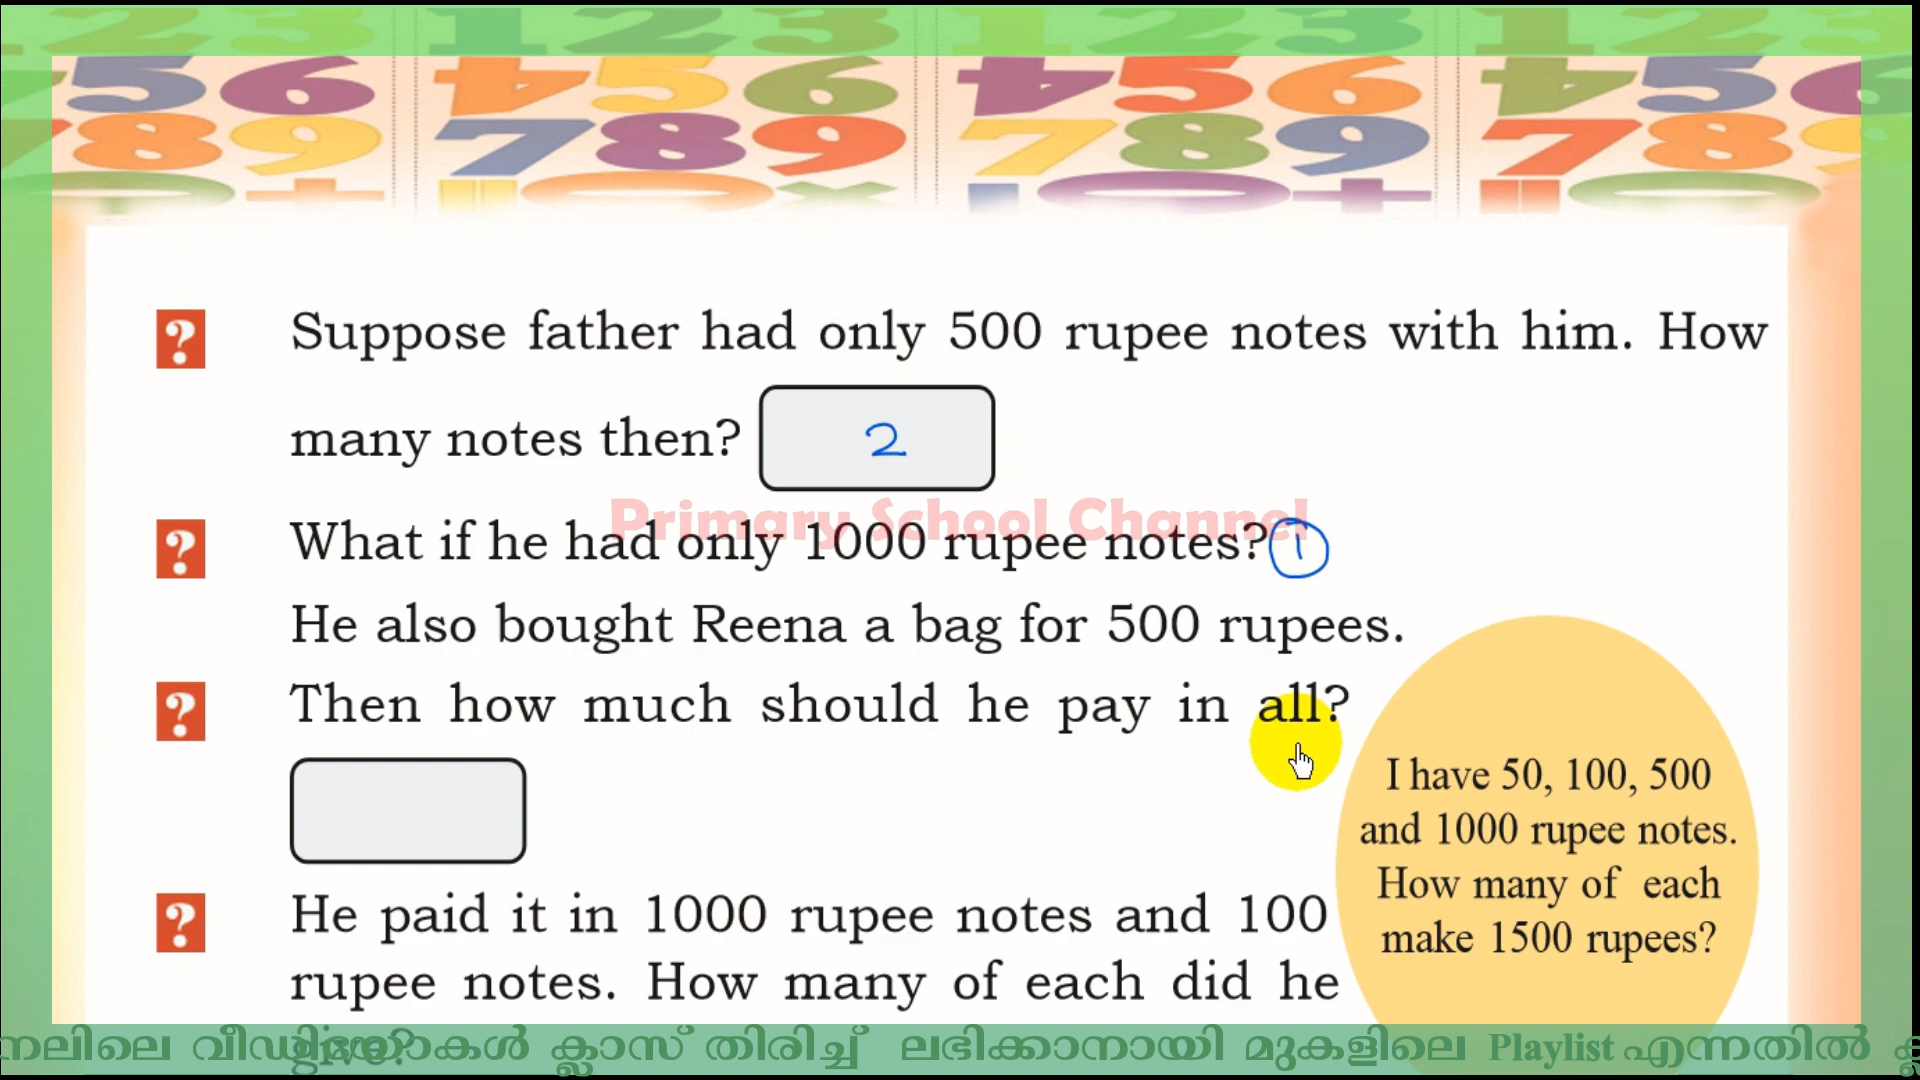 ? Suppose father had only 500 rupee notes with him. How
many notes then? 2
Primary School Channel
? What if he had only 1000 rupee notes? 1
He also bought Reena a bag for 500 rupees.
? Then how much should he pay in all?
I have 50, 100, 500
and 1000 rupee notes.
How many of each
make 1500 rupees?
? He paid it in 1000 rupee notes and 100
rupee notes. How many of each did he
give?
ക്ലാസ് തിരിച്ച് ലഭിക്കാനായി മുകളിലെ Playlist എന്നതിൽ